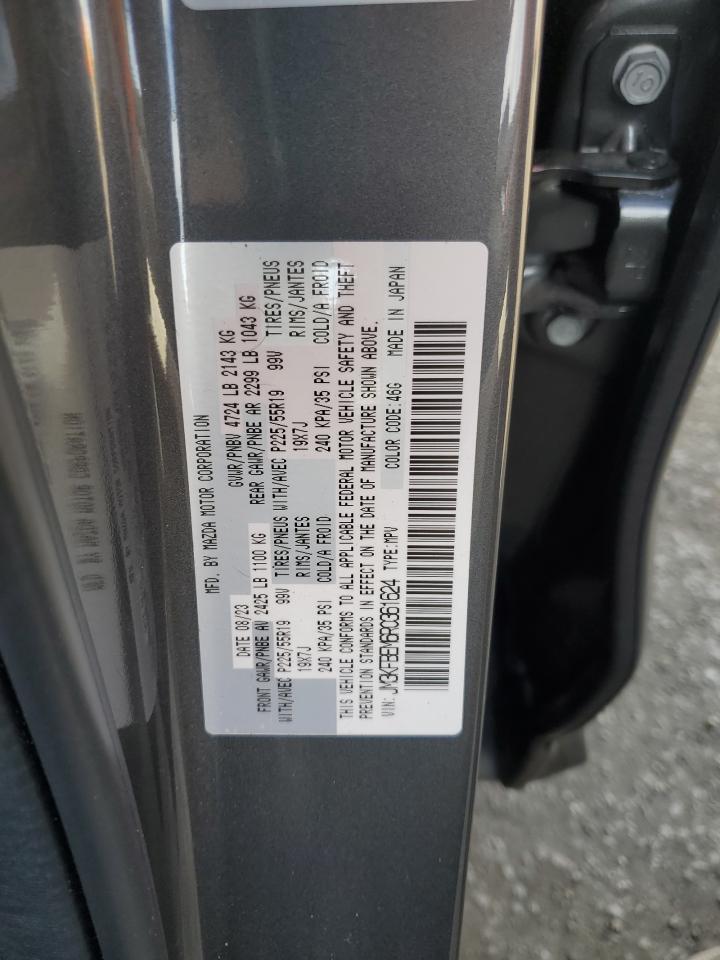 MFD. BY MAZDA MOTOR CORPORATION
DATE 08/23 GVWR/PNBV 4724 LB 2143 KG
FRONT GAWR/PNBE AV 2425 LB 1100 KG REAR GAWR/PNBE AR 2299 LB 1043 KG
WITH/AVEC P225/55R19 99V TIRES/PNEUS WITH/AVEC P225/55R19 99V TIRES/PNEUS
19X7J RIMS/JANTES 19X7J RIMS/JANTES
240 KPA/35 PSI COLD/A FROID 240 KPA/35 PSI COLD/A FROID
THIS VEHICLE CONFORMS TO ALL APPLICABLE FEDERAL MOTOR VEHICLE SAFETY AND THEFT
PREVENTION STANDARDS IN EFFECT ON THE DATE OF MANUFACTURE SHOWN ABOVE.
VIN: JM3KFBEM6R0361624 TYPE:MPV COLOR CODE:46G MADE IN JAPAN
10